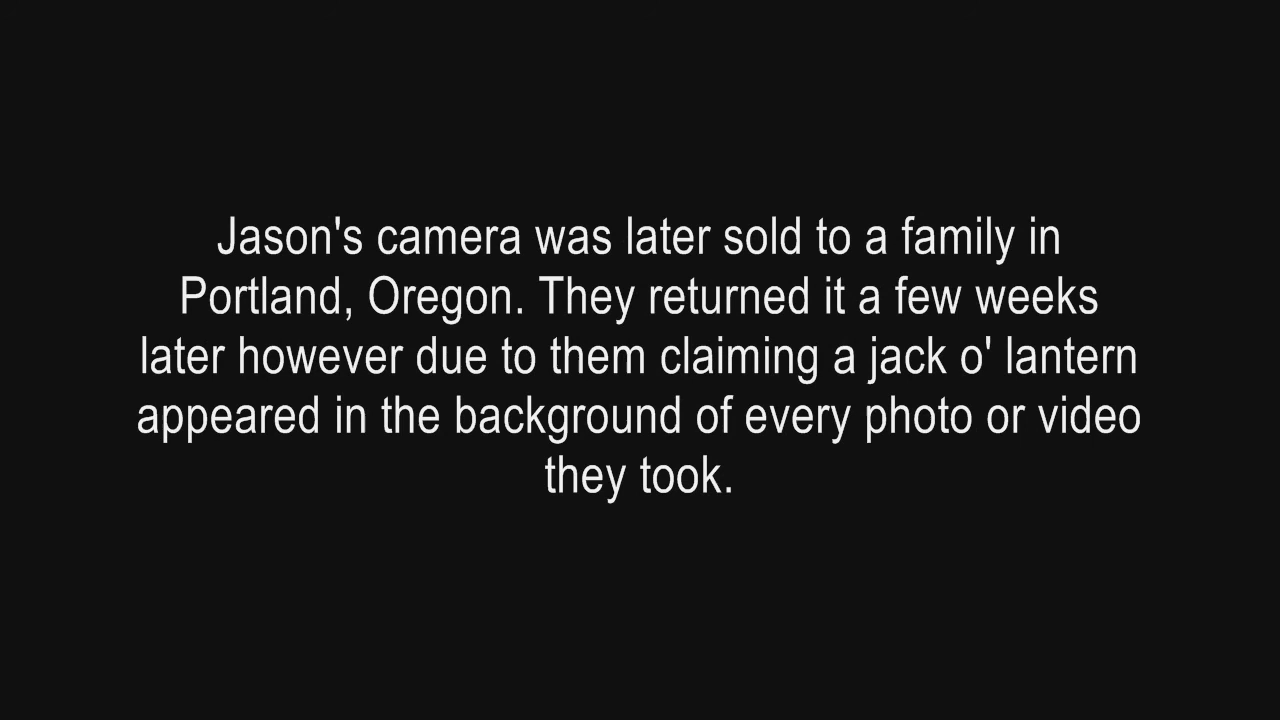 Jason's camera was later sold to a family in
Portland, Oregon. They returned it a few weeks
later however due to them claiming a jack o' lantern
appeared in the background of every photo or video
they took.